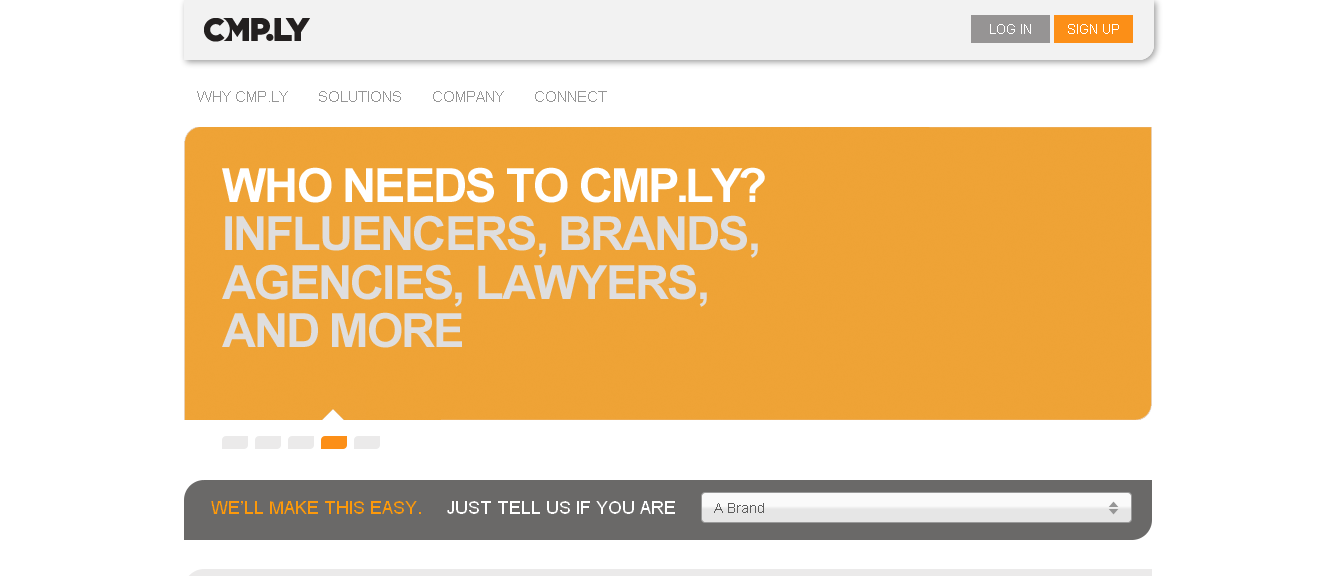 CMP.LY
LOG IN
SIGN UP
WHY CMP.LY
SOLUTIONS
COMPANY
CONNECT
WHO NEEDS TO CMP.LY?
INFLUENCERS, BRANDS,
AGENCIES, LAWYERS,
AND MORE
WE'LL MAKE THIS EASY. JUST TELL US IF YOU ARE
A Brand